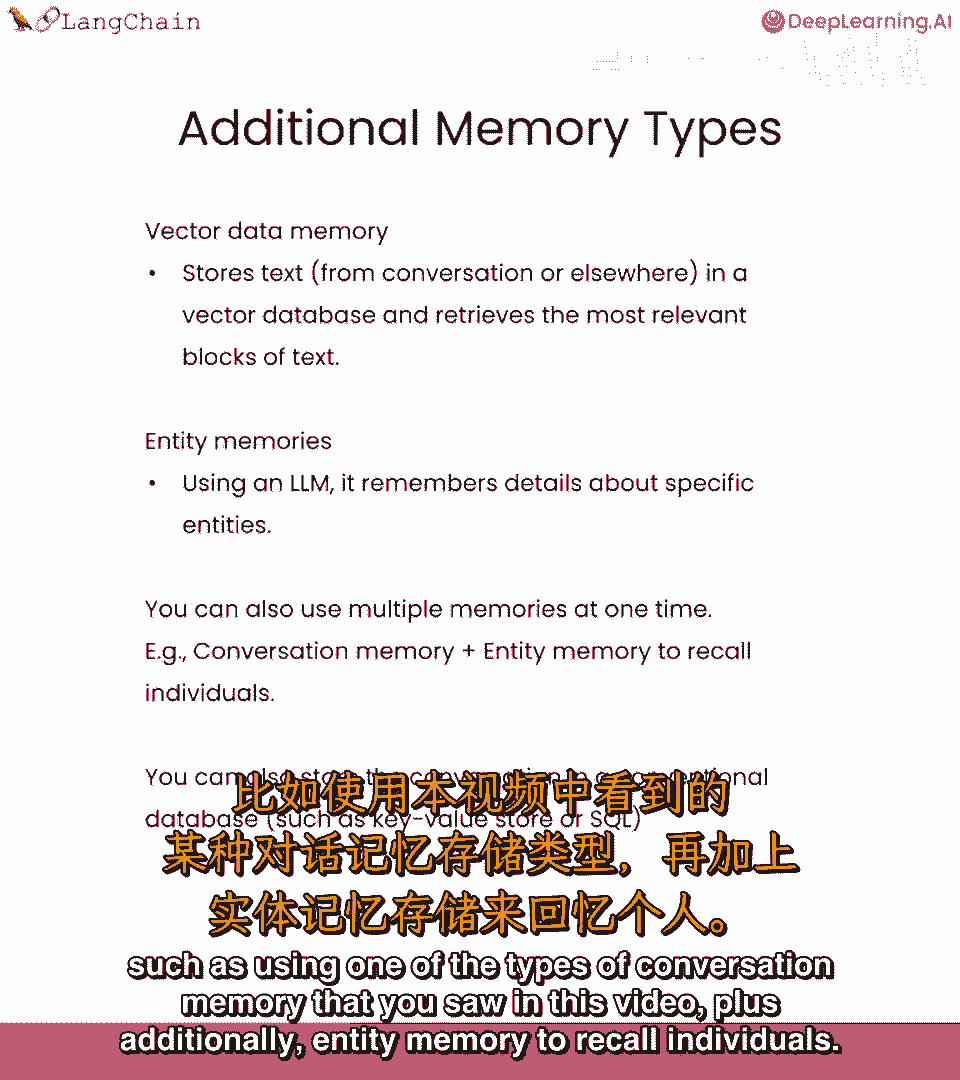 LangChain
DeepLearning.AI
Additional Memory Types
Vector data memory
• Stores text (from conversation or elsewhere) in a
vector database and retrieves the most relevant
blocks of text.
Entity memories
• Using an LLM, it remembers details about specific
entities.
You can also use multiple memories at one time.
E.g., Conversation memory + Entity memory to recall
individuals.
You can also store the conversation in a conventional
database (such as key-value store or SQL)
比如使用本视频中看到的
某种对话记忆存储类型，再加上
实体记忆存储来回忆个人。
such as using one of the types of conversation
memory that you saw in this video, plus
additionally, entity memory to recall individuals.